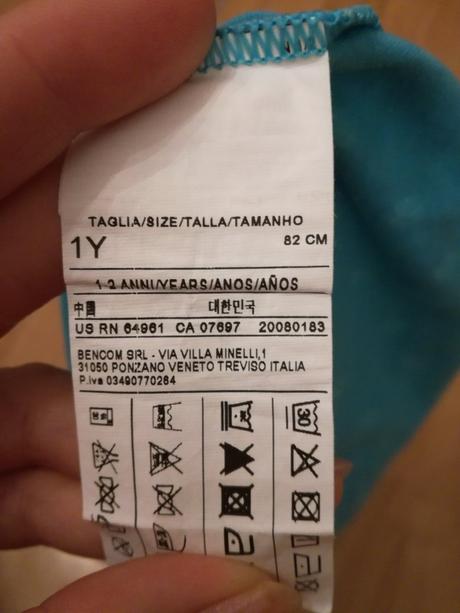 TAGLIA/SIZE/TALLA/TAMANHO
1Y 82 CM
1-2 ANNI/YEARS/ANOS/AÑOS
中国 대한민국
US RN 64961 CA 07697 20080183
BENCOM SRL - VIA VILLA MINELLI,1
31050 PONZANO VENETO TREVISO ITALIA
P.iva 03490770264
30